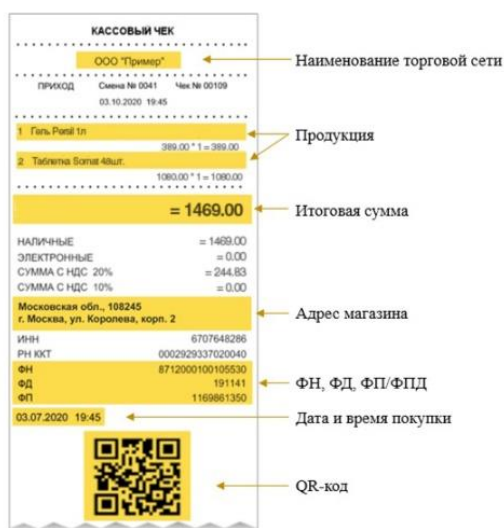 КАССОВЫЙ ЧЕК
ООО "Пример"
Наименование торговой сети
ПРИХОД Смена № 0041 Чек № 00109
03.10.2020 19:45
1 Гель Persil 1л
Продукция
389.00 * 1 = 389.00
2 Таблетка Somat 48шт.
1080.00 * 1 = 1080.00
= 1469.00
Итоговая сумма
НАЛИЧНЫЕ = 1469.00
ЭЛЕКТРОННЫЕ = 0.00
СУММА С НДС 20% = 244.83
СУММА С НДС 10% = 0.00
Московская обл., 108245
г. Москва, ул. Королева, корп. 2
Адрес магазина
ИНН 6707648286
РН ККТ 0002929337020040
ФН 8712000100105530
ФД 191141
ФН, ФД, ФП/ФПД
ФП 1169861350
03.07.2020 19:45
Дата и время покупки
QR-код